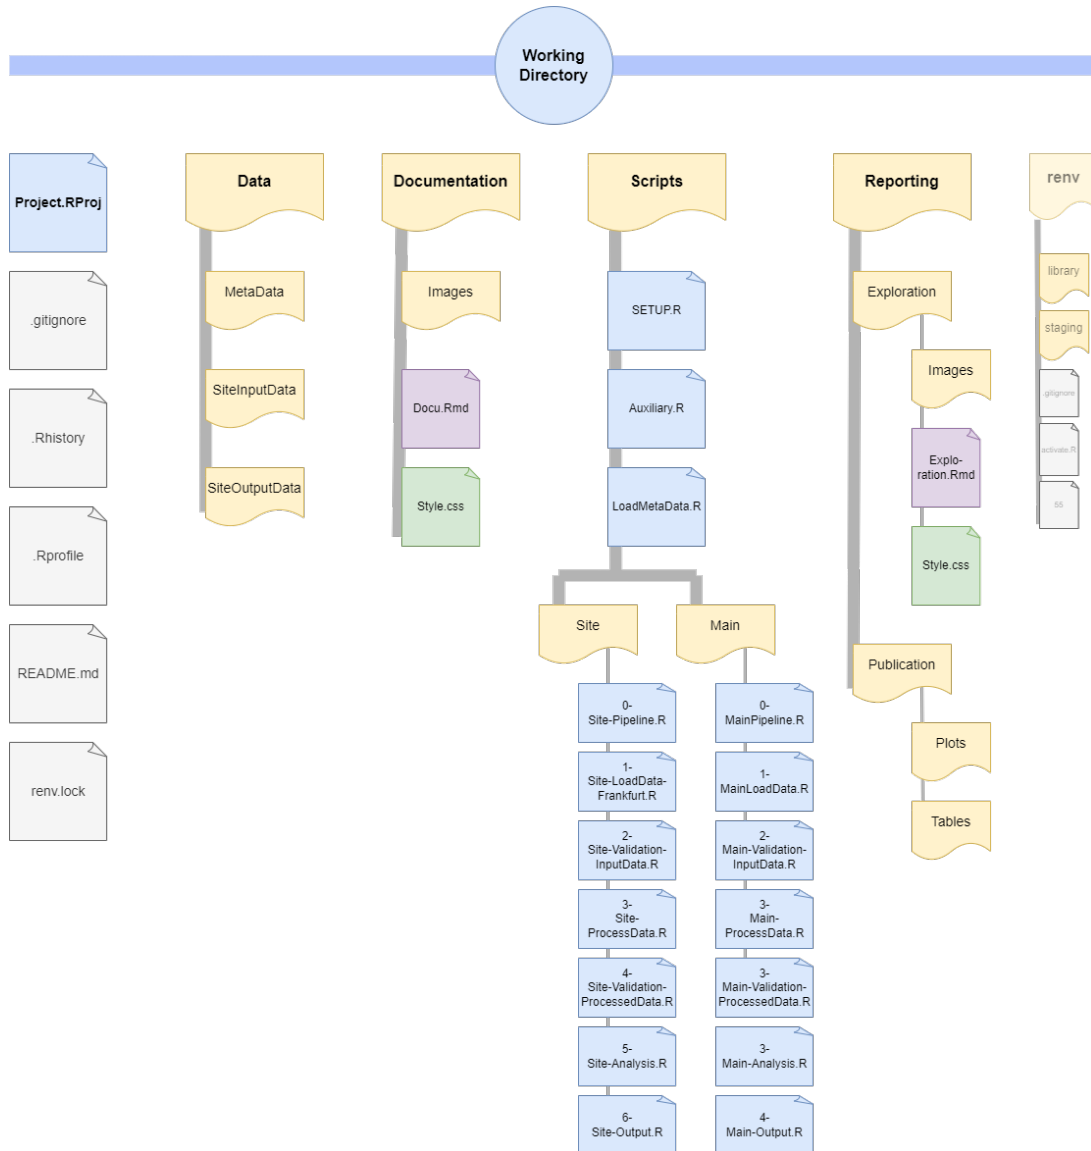 Working
Directory
Project.RProj
.gitignore
.Rhistory
.Rprofile
README.md
renv.lock
Data
MetaData
SiteInputData
SiteOutputData
Documentation
Images
Docu.Rmd
Style.css
Scripts
SETUP.R
Auxiliary.R
LoadMetaData.R
Site
0-
Site-Pipeline.R
1-
Site-LoadData-
Frankfurt.R
2-
Site-Validation-
InputData.R
3-
Site-
ProcessData.R
4-
Site-Validation-
ProcessedData.R
5-
Site-Analysis.R
6-
Site-Output.R
Main
0-
MainPipeline.R
1-
MainLoadData.R
2-
Main-Validation-
InputData.R
3-
Main-
ProcessData.R
3-
Main-Validation-
ProcessedData.R
3-
Main-Analysis.R
4-
Main-Output.R
Reporting
Exploration
Images
Explo-
ration.Rmd
Style.css
Publication
Plots
Tables
renv
library
staging
.gitignore
activate.R